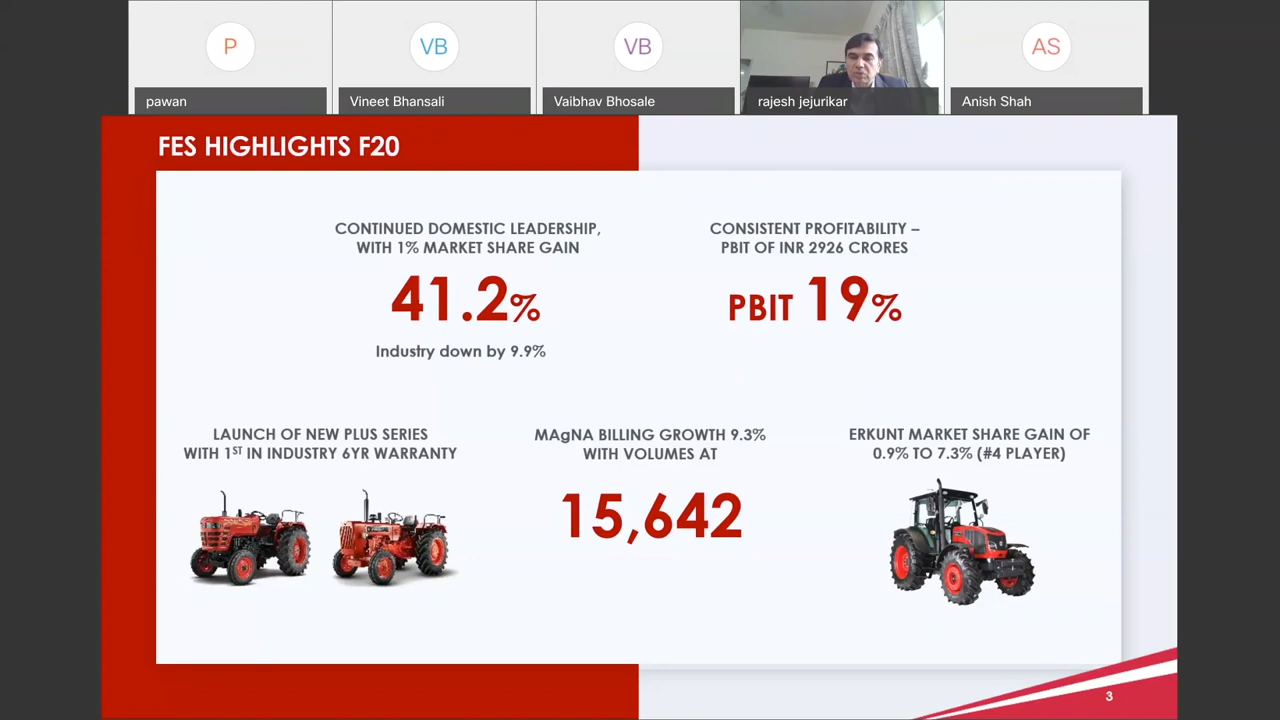 P
VB
VB
AS
pawan
Vineet Bhansali
Vaibhav Bhosale
rajesh jejurikar
Anish Shah
FES HIGHLIGHTS F20
CONTINUED DOMESTIC LEADERSHIP,
WITH 1% MARKET SHARE GAIN
41.2%
Industry down by 9.9%
CONSISTENT PROFITABILITY –
PBIT OF INR 2926 CRORES
PBIT 19%
LAUNCH OF NEW PLUS SERIES
WITH 1ST IN INDUSTRY 6YR WARRANTY
MAgNA BILLING GROWTH 9.3%
WITH VOLUMES AT
15,642
ERKUNT MARKET SHARE GAIN OF
0.9% TO 7.3% (#4 PLAYER)
3